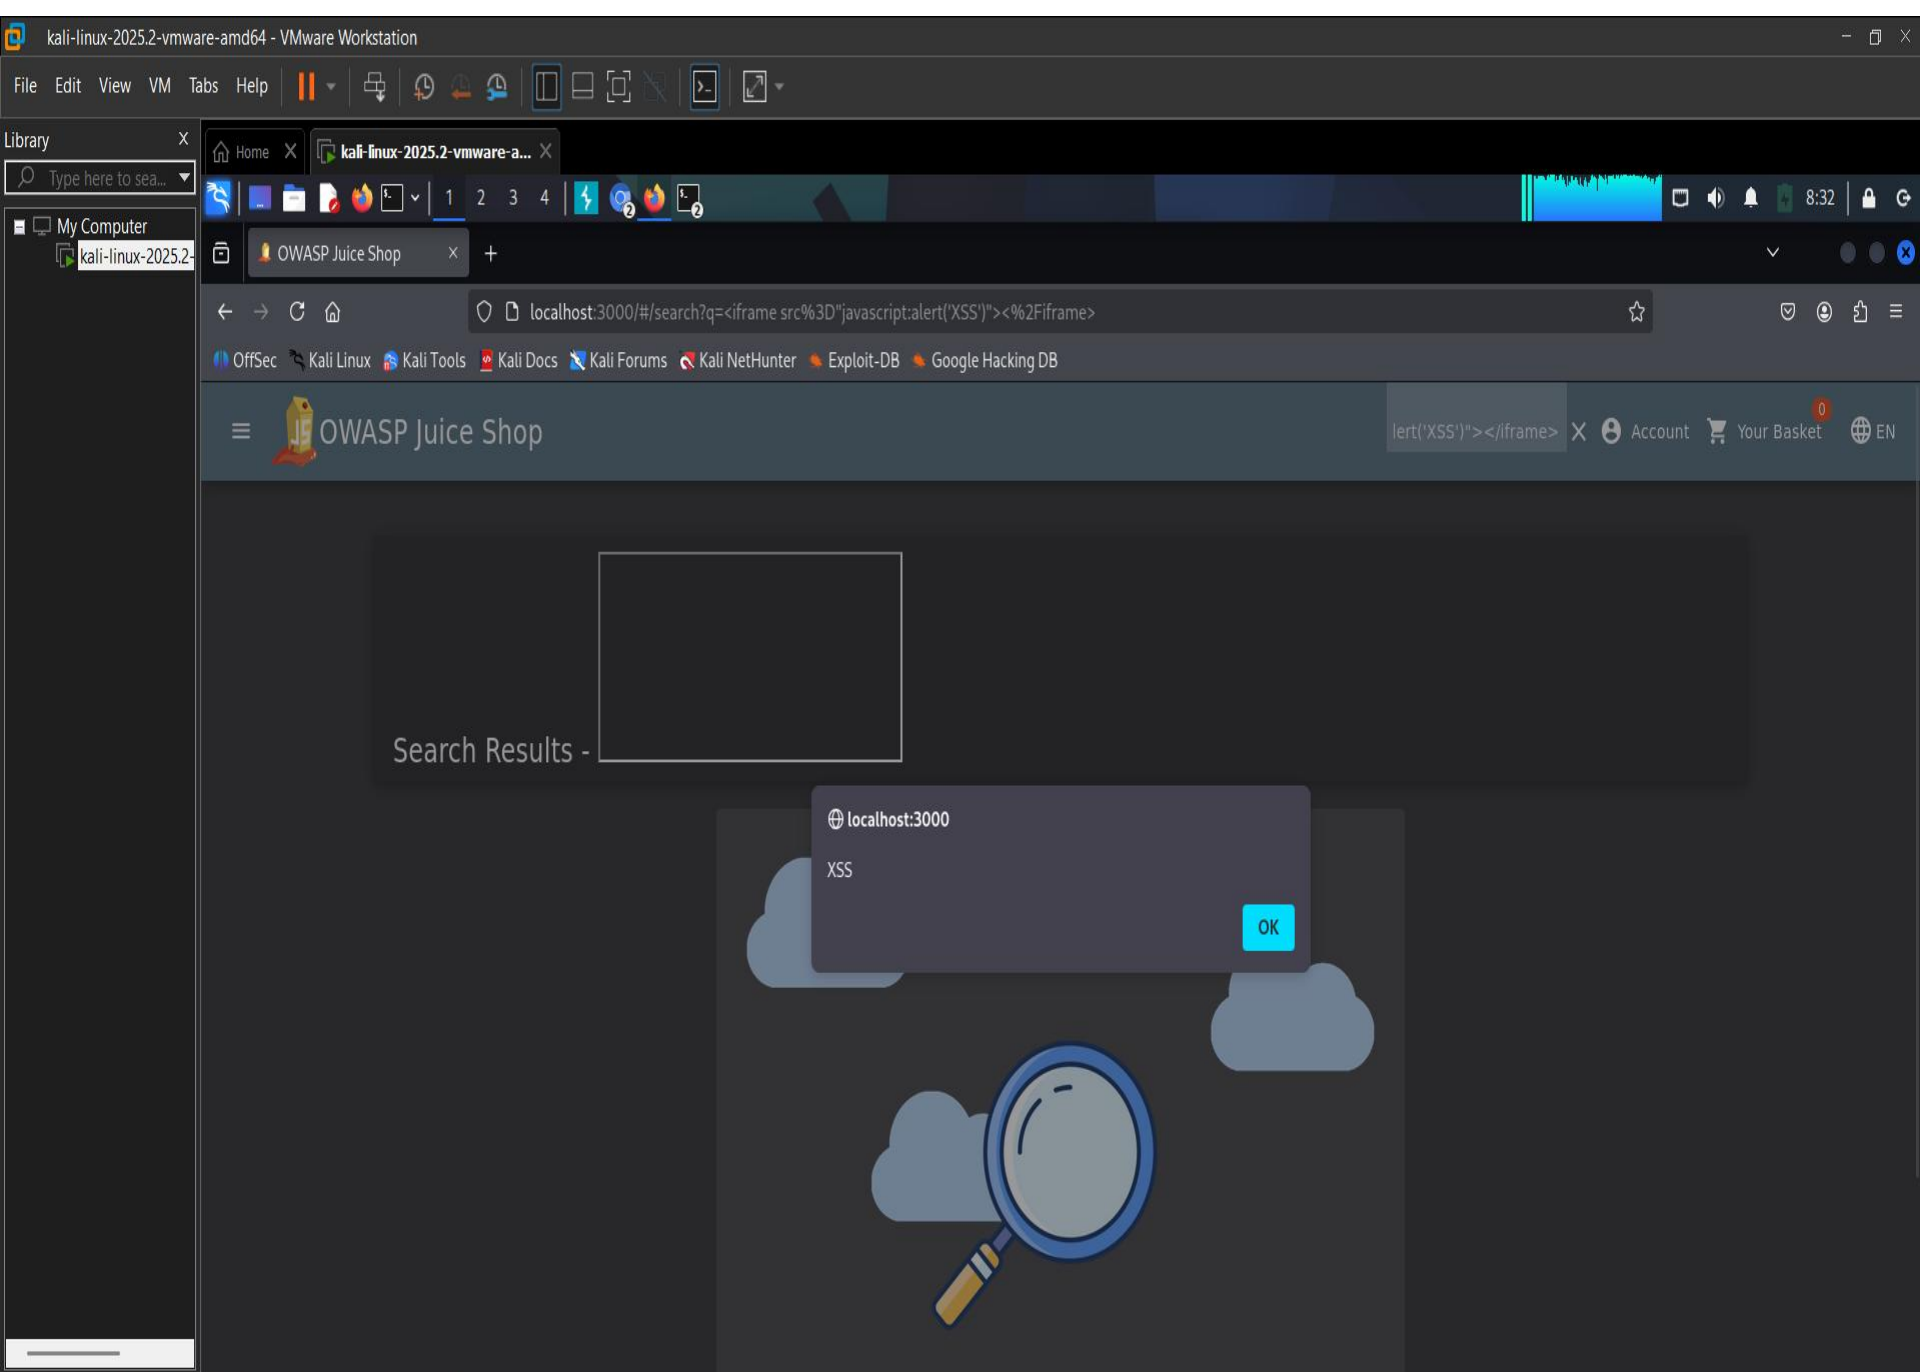 kali-linux-2025.2-vmware-amd64 - VMware Workstation
File Edit View VM Tabs Help
Library X
Type here to sea...
My Computer
kali-linux-2025.2-
Home X kali-linux-2025.2-vmware-a... X
1 2 3 4 2 2 8:32
OWASP Juice Shop
localhost:3000/#/search?q=<iframe src%3D"javascript:alert('XSS')"><%2Fiframe>
OffSec Kali Linux Kali Tools Kali Docs Kali Forums Kali NetHunter Exploit-DB Google Hacking DB
JS OWASP Juice Shop lert('XSS')"></iframe> X Account Your Basket 0 EN
Search Results -
localhost:3000
XSS
OK